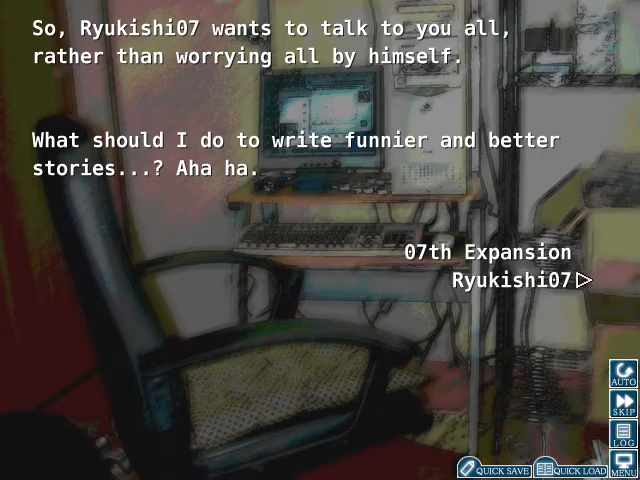 So, Ryukishi07 wants to talk to you all,
rather than worrying all by himself.
What should I do to write funnier and better
stories...? Aha ha.
07th Expansion
Ryukishi07
AUTO
SKIP
LOG
QUICK SAVE
QUICK LOAD
MENU